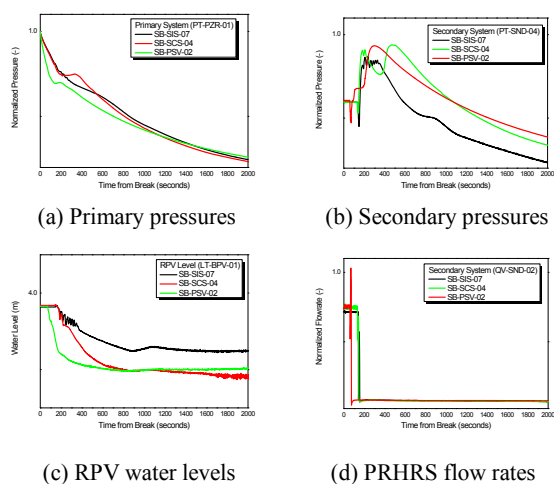 Primary System (PT-PZR-01)
SB-SIS-07
SB-SCS-04
SB-PSV-02
1.0
Normalized Pressure (-)
0 200 400 600 800 1000 1200 1400 1600 1800 2000
Time from Break (seconds)
(a) Primary pressures
Secondary System (PT-SND-04)
SB-SIS-07
SB-SCS-04
SB-PSV-02
1.0
Normalized Pressure (-)
0 200 400 600 800 1000 1200 1400 1600 1800 2000
Time from Break (seconds)
(b) Secondary pressures
RPV Level (LT-BPV-01)
SB-SIS-07
SB-SCS-04
SB-PSV-02
4.0
Water Level (m)
0 200 400 600 800 1000 1200 1400 1600 1800 2000
Time from Break (seconds)
(c) RPV water levels
Secondary System (QV-SND-02)
SB-SIS-07
SB-SCS-04
SB-PSV-02
1.0
Normalized Flowrate (-)
0 200 400 600 800 1000 1200 1400 1600 1800 2000
Time from Break (seconds)
(d) PRHRS flow rates